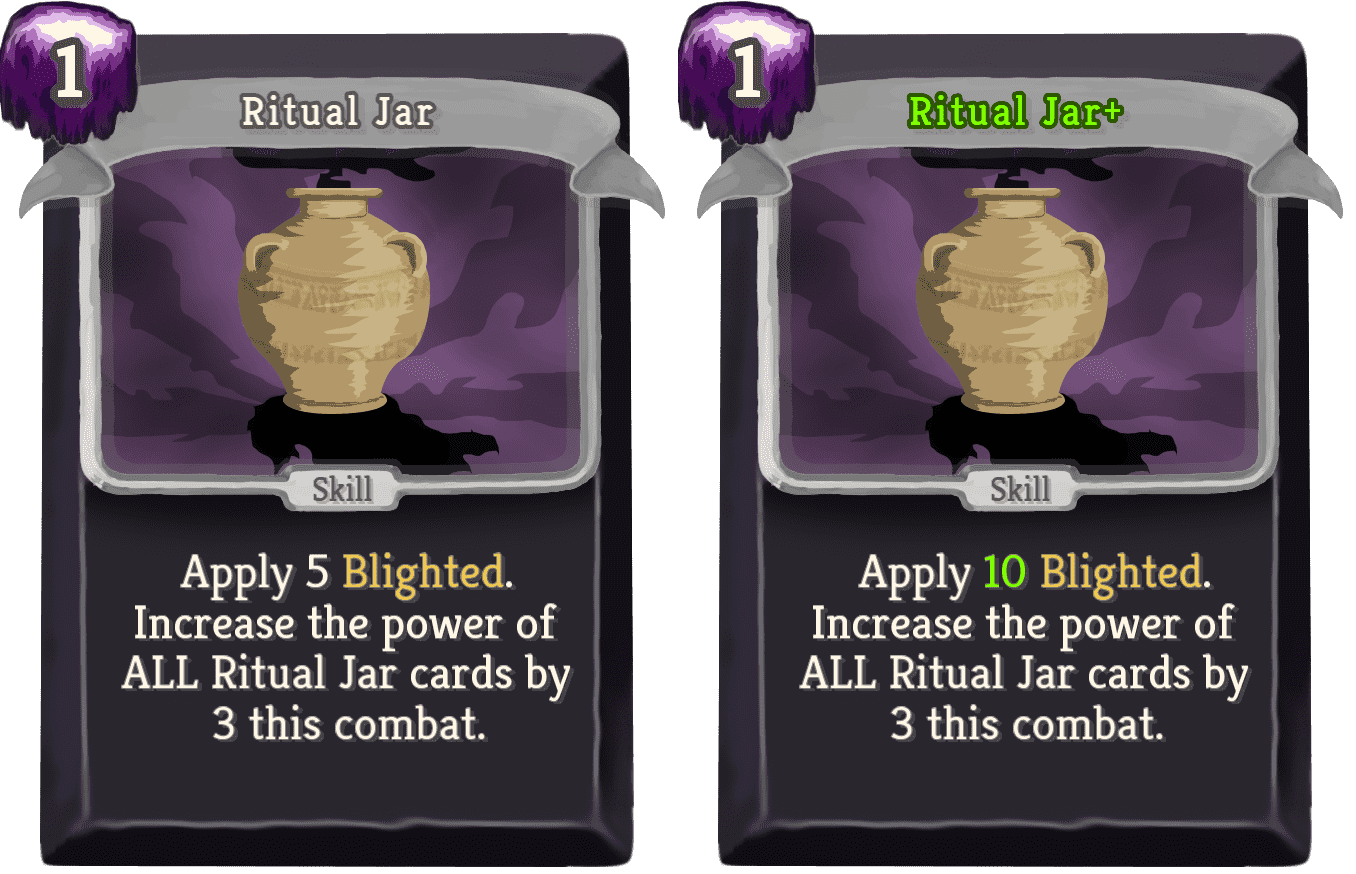 1
Ritual Jar
Skill
Apply 5 Blighted.
Increase the power of
ALL Ritual Jar cards by
3 this combat.
1
Ritual Jar+
Skill
Apply 10 Blighted.
Increase the power of
ALL Ritual Jar cards by
3 this combat.